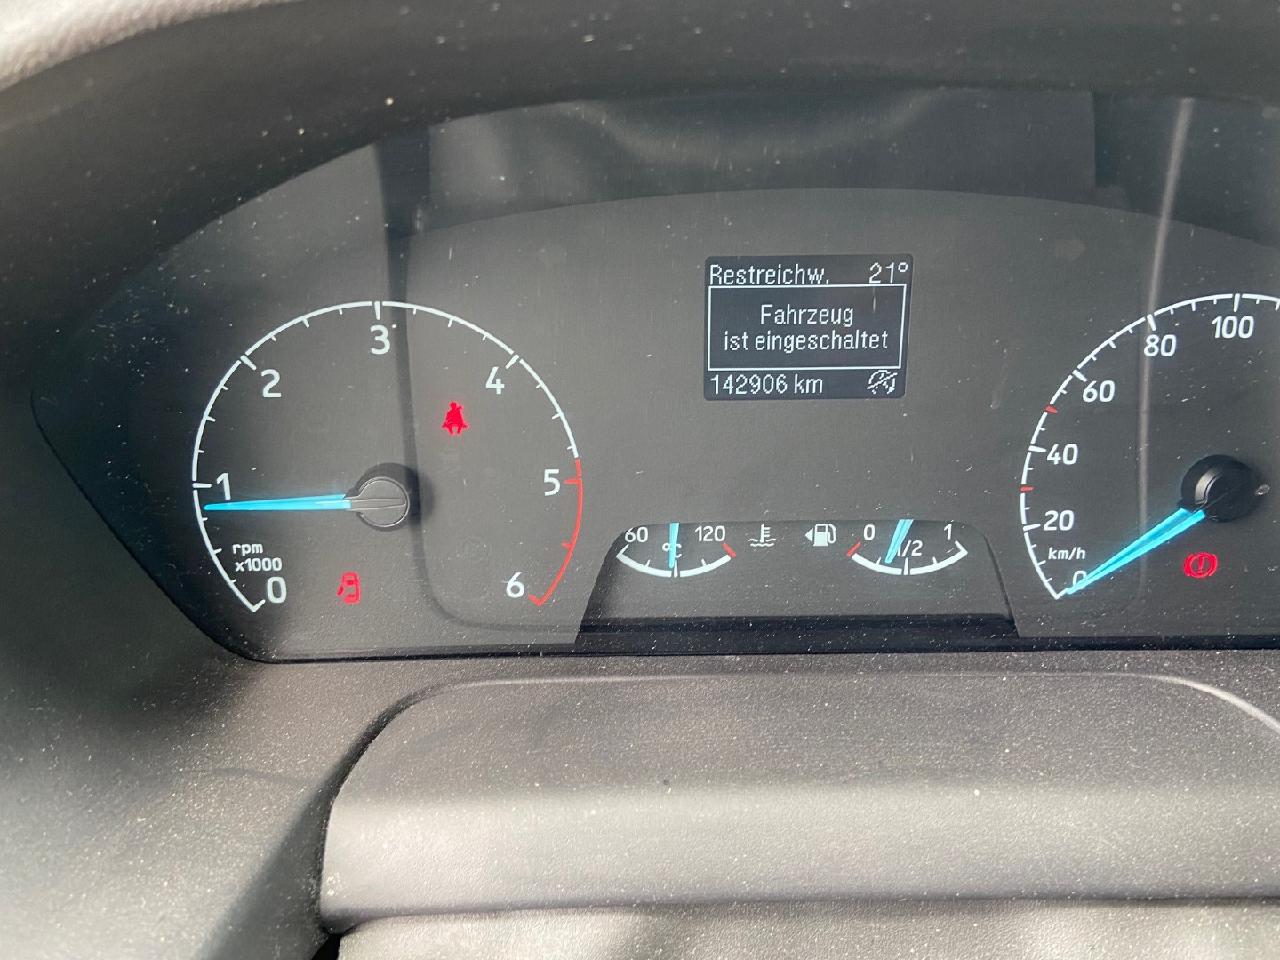 Restreichw. 21°
Fahrzeug
ist eingeschaltet
142906 km
0
1
2
3
4
5
6
rpm
x1000
60 °C 120
0 1/2 1
0
20
40
60
80
100
km/h